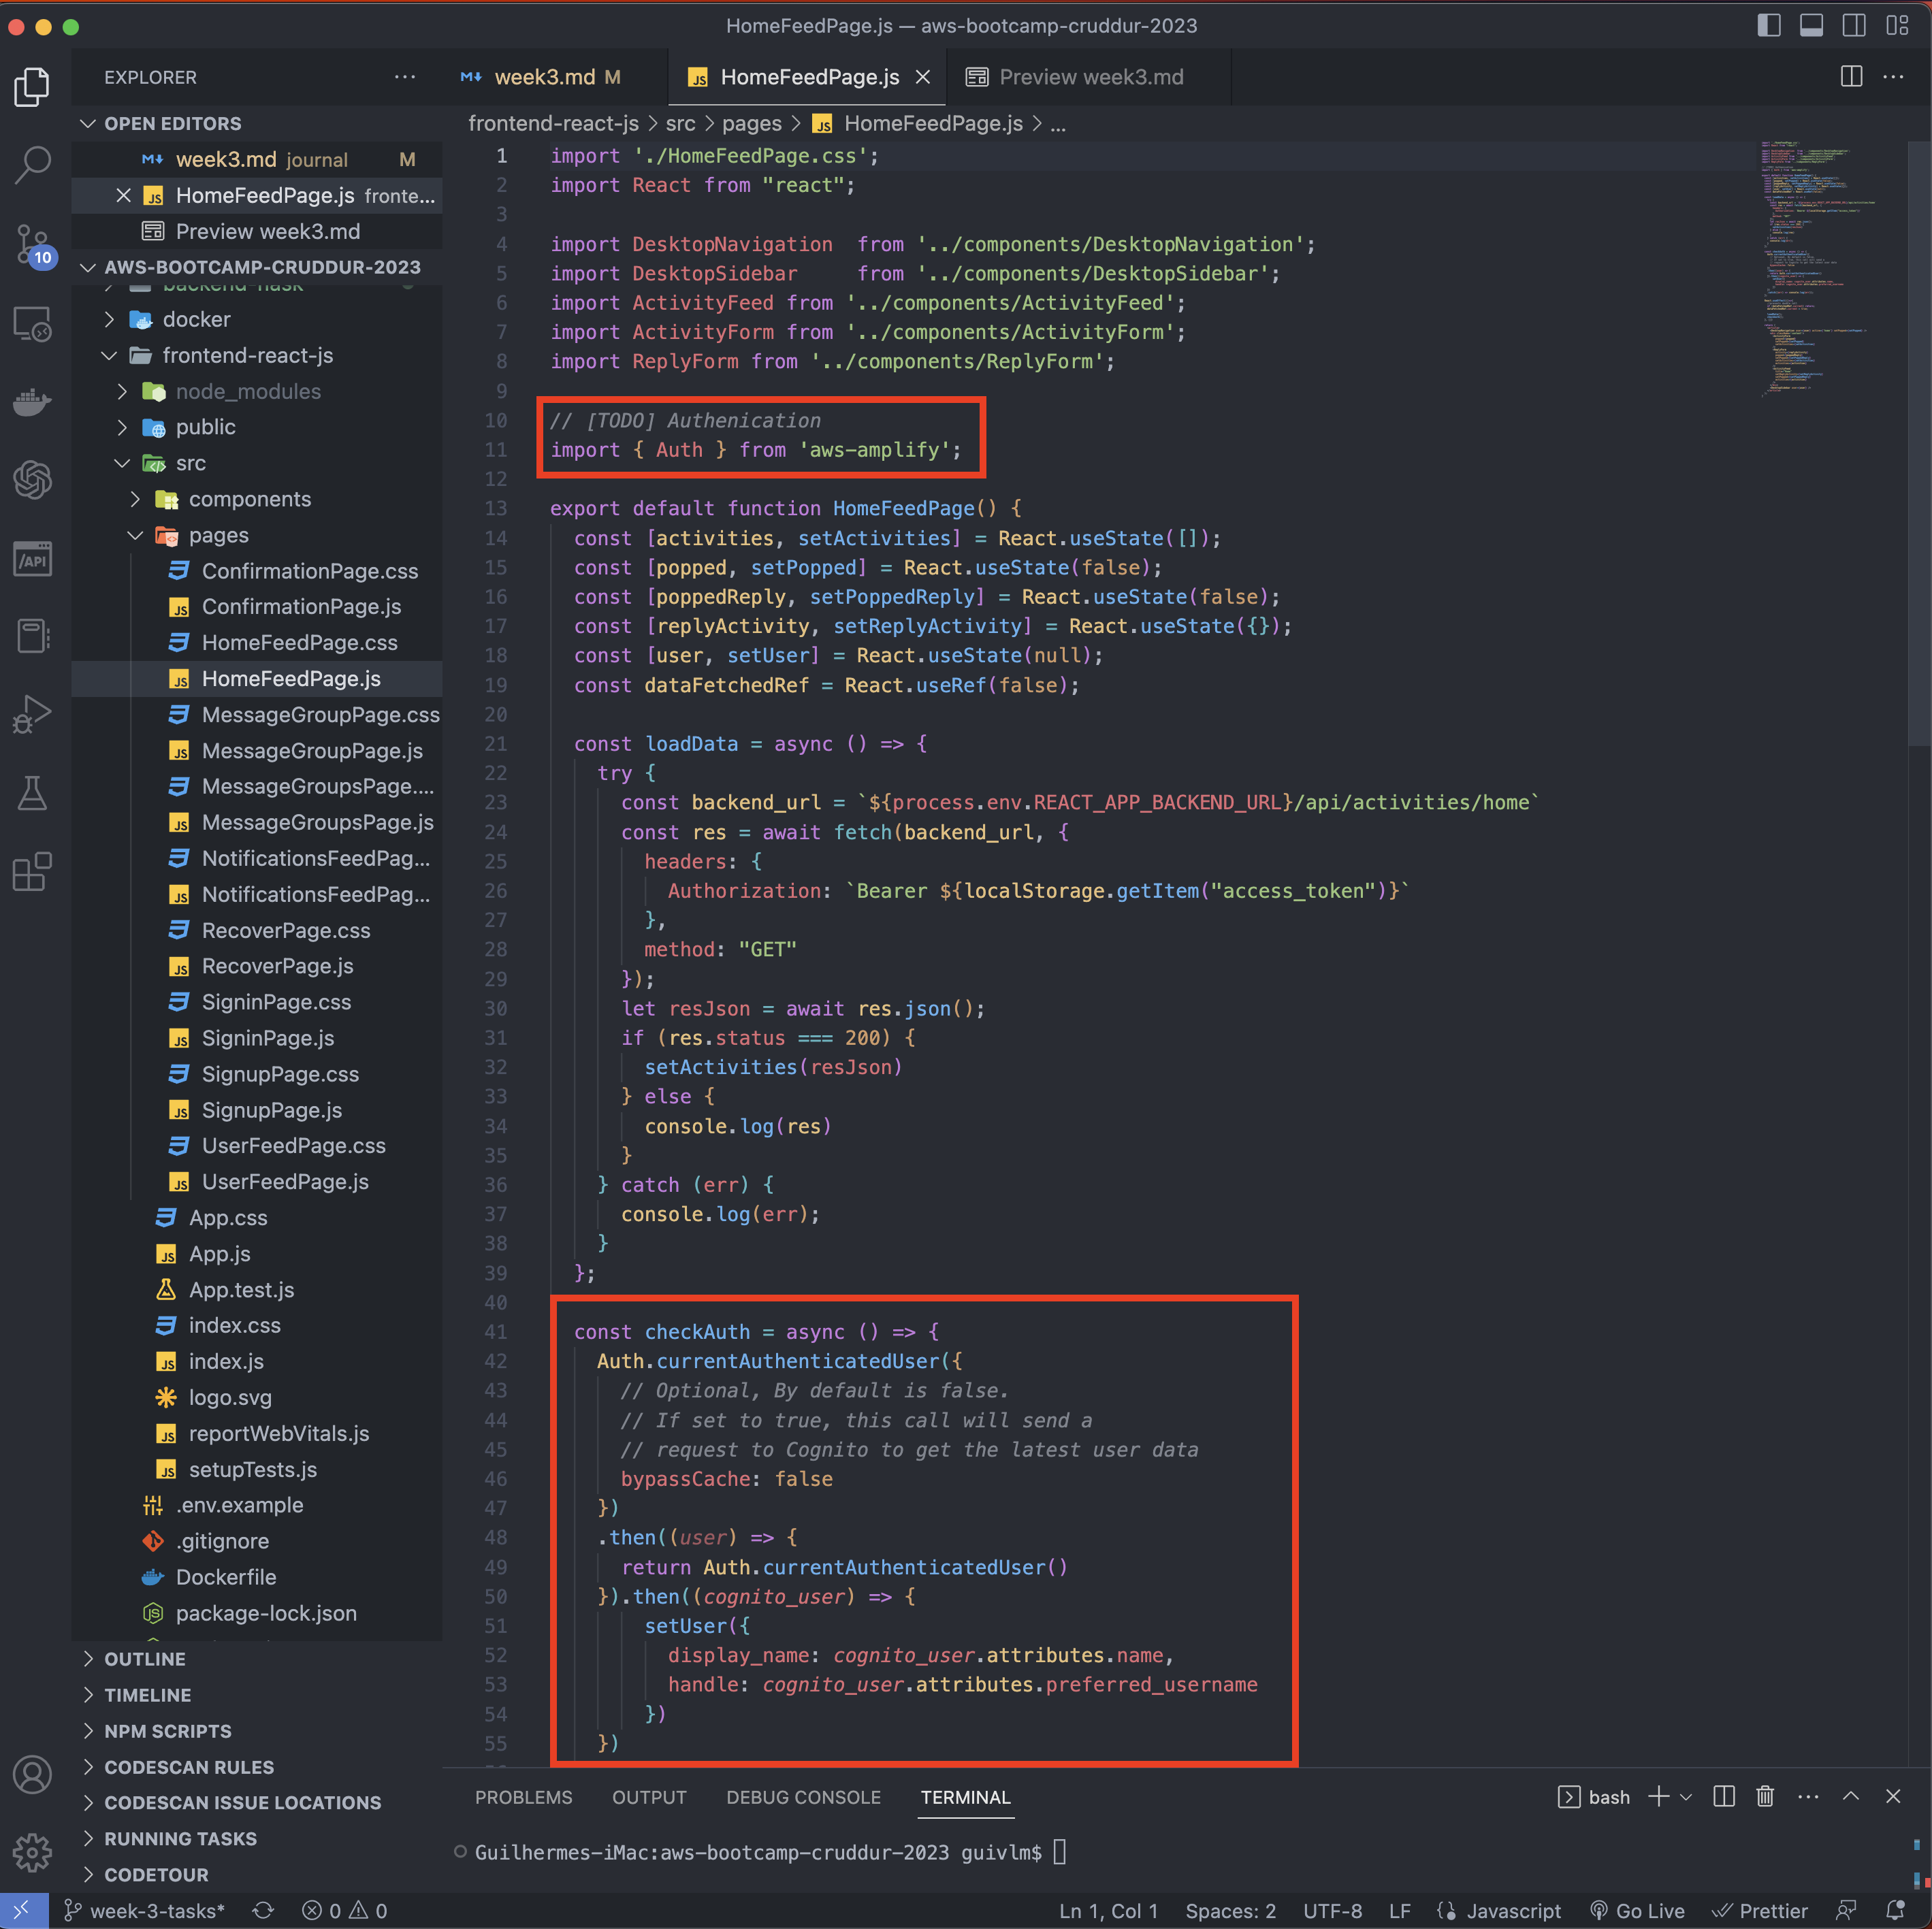 HomeFeedPage.js — aws-bootcamp-cruddur-2023
EXPLORER
week3.md M
HomeFeedPage.js
Preview week3.md
OPEN EDITORS
week3.md journal M
HomeFeedPage.js fronte...
Preview week3.md
AWS-BOOTCAMP-CRUDDUR-2023
backend-flask
docker
frontend-react-js
node_modules
public
src
components
pages
ConfirmationPage.css
ConfirmationPage.js
HomeFeedPage.css
HomeFeedPage.js
MessageGroupPage.css
MessageGroupPage.js
MessageGroupsPage....
MessageGroupsPage.js
NotificationsFeedPag...
NotificationsFeedPag...
RecoverPage.css
RecoverPage.js
SigninPage.css
SigninPage.js
SignupPage.css
SignupPage.js
UserFeedPage.css
UserFeedPage.js
App.css
App.js
App.test.js
index.css
index.js
logo.svg
reportWebVitals.js
setupTests.js
.env.example
.gitignore
Dockerfile
package-lock.json
OUTLINE
TIMELINE
NPM SCRIPTS
CODESCAN RULES
CODESCAN ISSUE LOCATIONS
RUNNING TASKS
CODETOUR
10
/API
frontend-react-js > src > pages > JS HomeFeedPage.js > ...
1 import './HomeFeedPage.css';
2 import React from "react";
3
4 import DesktopNavigation  from '../components/DesktopNavigation';
5 import DesktopSidebar     from '../components/DesktopSidebar';
6 import ActivityFeed from '../components/ActivityFeed';
7 import ActivityForm from '../components/ActivityForm';
8 import ReplyForm from '../components/ReplyForm';
9
10 // [TODO] Authenication
11 import { Auth } from 'aws-amplify';
12
13 export default function HomeFeedPage() {
14   const [activities, setActivities] = React.useState([]);
15   const [popped, setPopped] = React.useState(false);
16   const [poppedReply, setPoppedReply] = React.useState(false);
17   const [replyActivity, setReplyActivity] = React.useState({});
18   const [user, setUser] = React.useState(null);
19   const dataFetchedRef = React.useRef(false);
20
21   const loadData = async () => {
22     try {
23       const backend_url = `${process.env.REACT_APP_BACKEND_URL}/api/activities/home`
24       const res = await fetch(backend_url, {
25         headers: {
26           Authorization: `Bearer ${localStorage.getItem("access_token")}`
27         },
28         method: "GET"
29       });
30       let resJson = await res.json();
31       if (res.status === 200) {
32         setActivities(resJson)
33       } else {
34         console.log(res)
35       }
36     } catch (err) {
37       console.log(err);
38     }
39   };
40
41   const checkAuth = async () => {
42     Auth.currentAuthenticatedUser({
43       // Optional, By default is false.
44       // If set to true, this call will send a
45       // request to Cognito to get the latest user data
46       bypassCache: false
47     })
48     .then((user) => {
49       return Auth.currentAuthenticatedUser()
50     }).then((cognito_user) => {
51         setUser({
52           display_name: cognito_user.attributes.name,
53           handle: cognito_user.attributes.preferred_username
54         })
55     })
PROBLEMS OUTPUT DEBUG CONSOLE TERMINAL
bash
Guilhermes-iMac:aws-bootcamp-cruddur-2023 guivlm$
week-3-tasks* 0 0 Ln 1, Col 1 Spaces: 2 UTF-8 LF Javascript Go Live Prettier